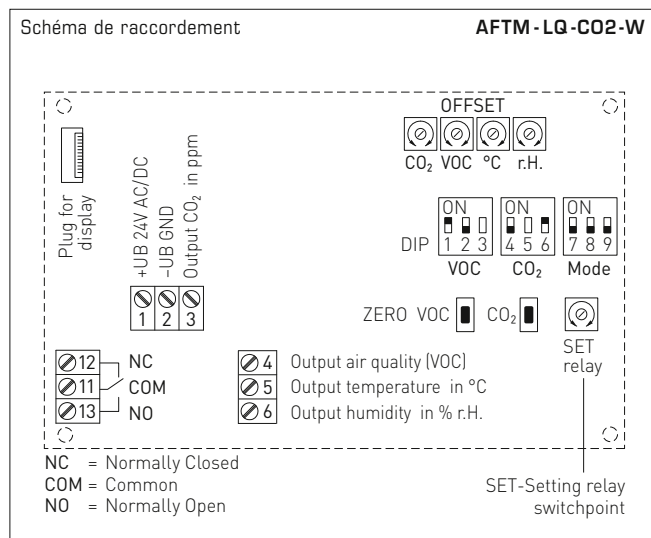 Schéma de raccordement
AFTM-LQ-CO2-W
OFFSET
CO₂ VOC °C r.H.
Plug for
display
+UB 24V AC/DC
–UB GND
Output CO₂ in ppm
1 2 3
ON ON ON
DIP 1 2 3 4 5 6 7 8 9
VOC CO₂ Mode
ZERO VOC CO₂
SET
relay
12 NC
11 COM
13 NO
4 Output air quality (VOC)
5 Output temperature in °C
6 Output humidity in % r.H.
NC = Normally Closed
COM = Common
NO = Normally Open
SET-Setting relay
switchpoint